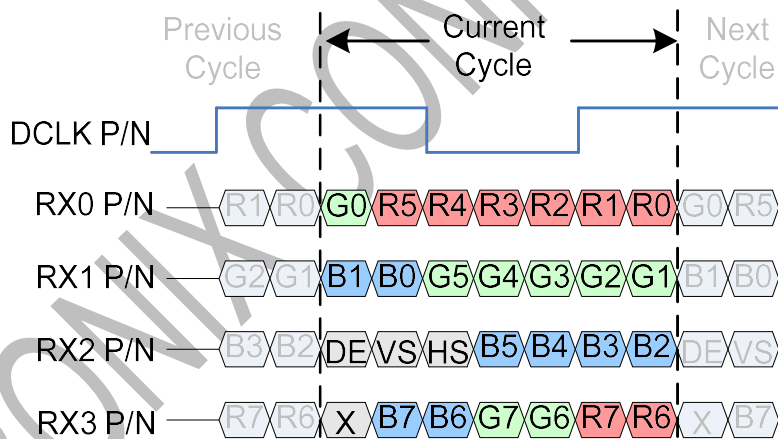 Previous Cycle
Current Cycle
Next Cycle
DCLK P/N
RX0 P/N R1 R0 G0 R5 R4 R3 R2 R1 R0 G0 R5
RX1 P/N G2 G1 B1 B0 G5 G4 G3 G2 G1 B1 B0
RX2 P/N B3 B2 DE VS HS B5 B4 B3 B2 DE VS
RX3 P/N R7 R6 X B7 B6 G7 G6 R7 R6 X B7